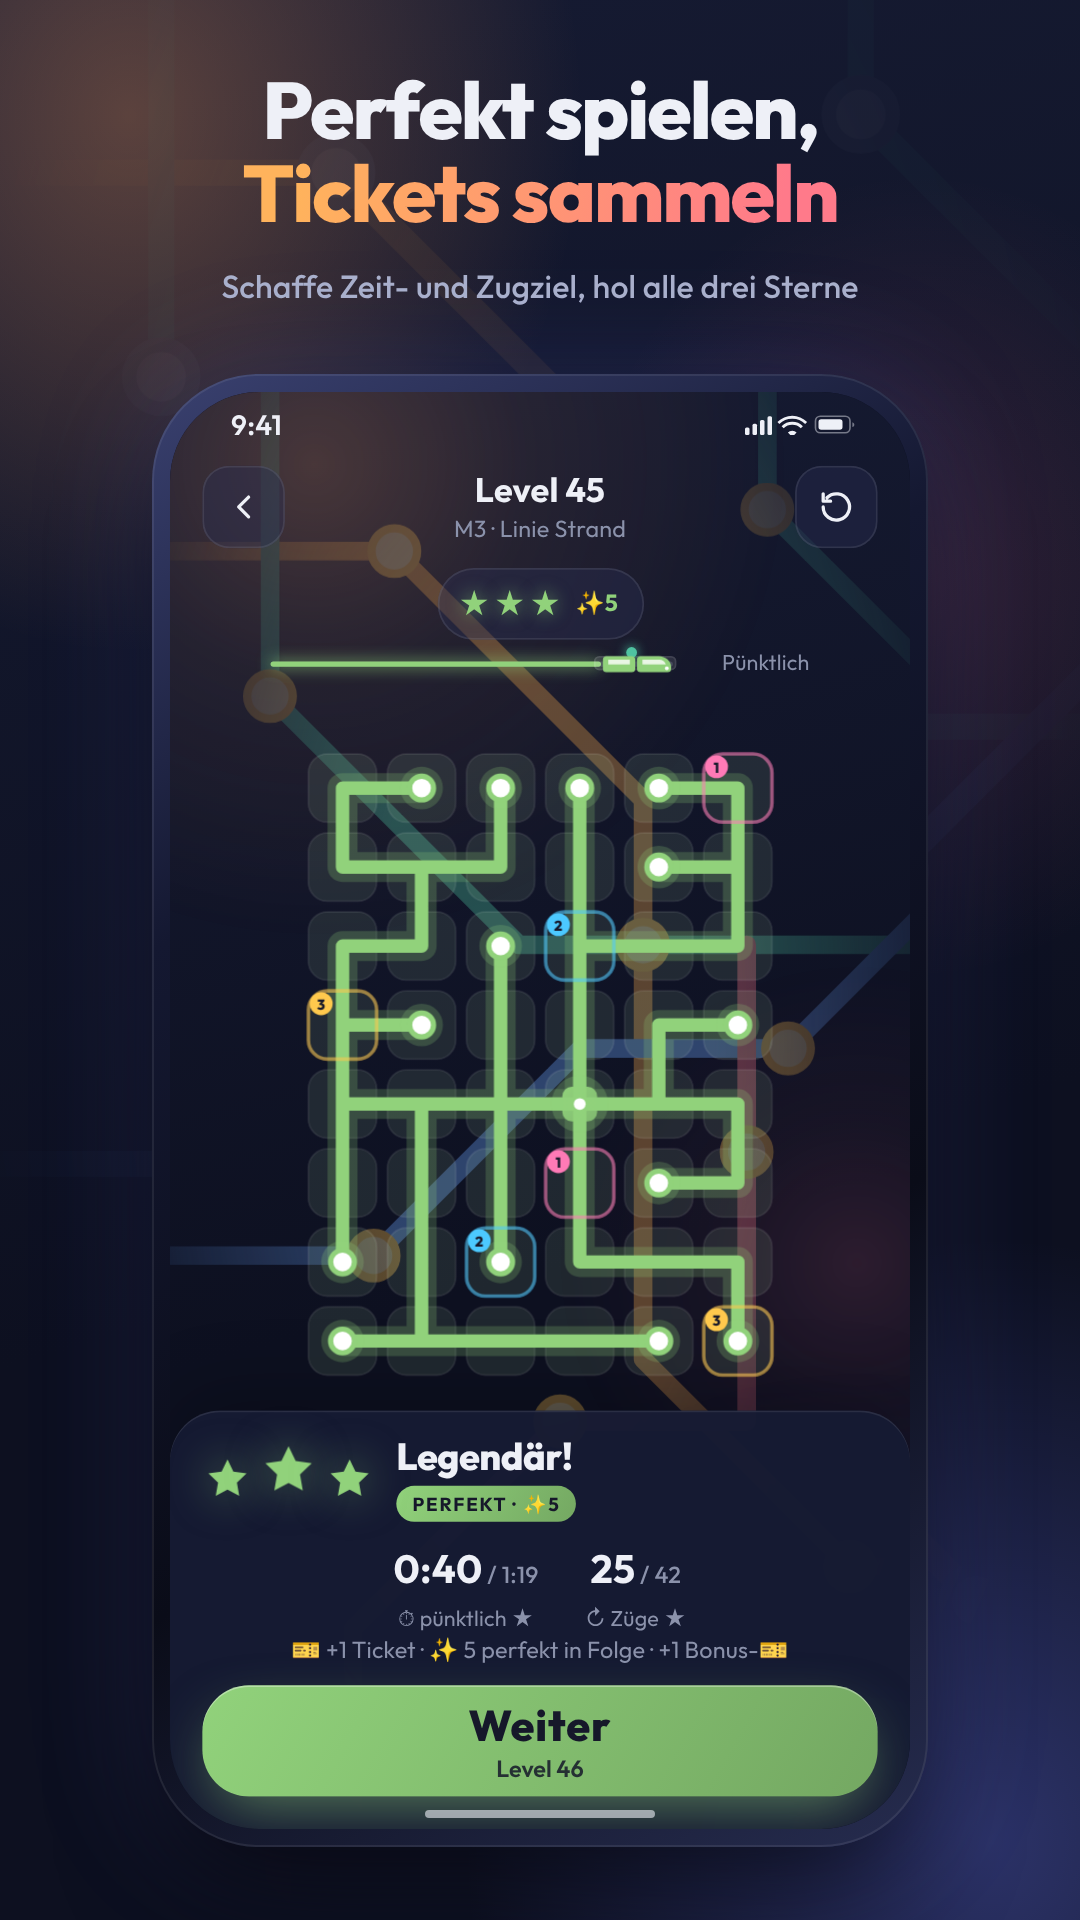 Perfekt spielen,
Tickets sammeln
Schaffe Zeit- und Zugziel, hol alle drei Sterne
9:41
Level 45
M3 · Linie Strand
★ ★ ★ ✨5
Pünktlich
1
2
3
1
2
3
Legendär!
PERFEKT · ✨5
0:40 / 1:19 25 / 42
⏱ pünktlich ★ ↻ Züge ★
🎫 +1 Ticket · ✨ 5 perfekt in Folge · +1 Bonus-🎫
Weiter
Level 46